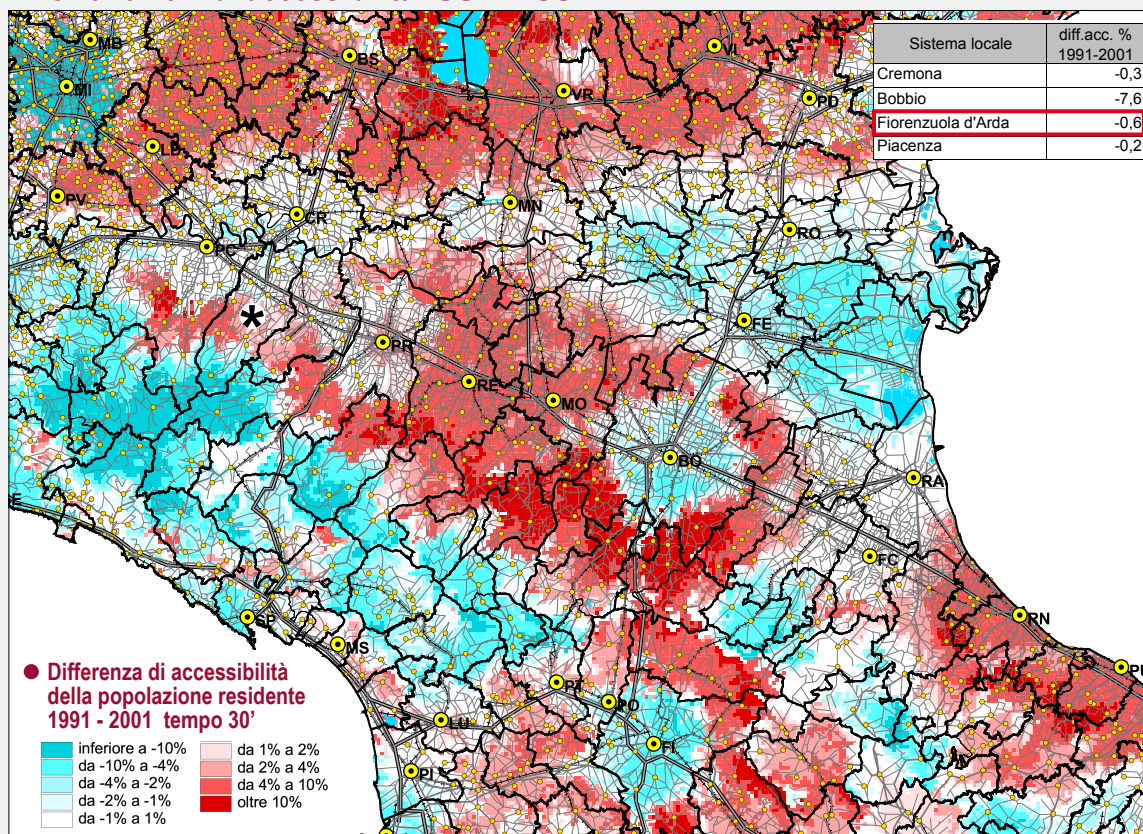 Sistema locale
diff.acc. %
1991-2001
Cremona -0,3
Bobbio -7,6
Fiorenzuola d'Arda -0,6
Piacenza -0,2
MB
MI
BS
VI
VR
PD
LD
PV
CR
MN
PC
RO
*
FE
PR
RE
MO
BO
RA
FC
PN
SP
MS
PT
PO
LU
FI
PI
● Differenza di accessibilità
della popolazione residente
1991 - 2001 tempo 30’
inferiore a -10%
da -10% a -4%
da -4% a -2%
da -2% a -1%
da -1% a 1%
da 1% a 2%
da 2% a 4%
da 4% a 10%
oltre 10%